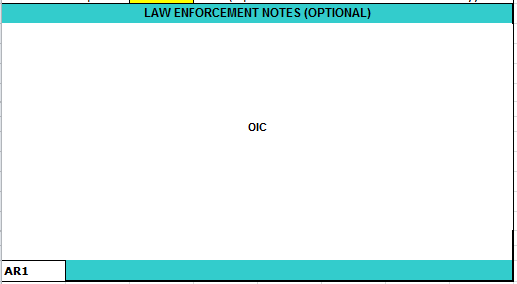 LAW ENFORCEMENT NOTES (OPTIONAL)
OIC
AR1